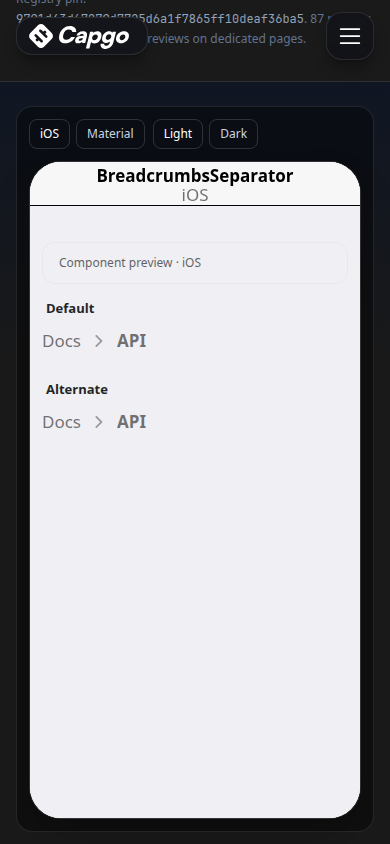 Registry pin:
. 87
Capgo
reviews on dedicated pages.
iOS
Material
Light
Dark
BreadcrumbsSeparator
iOS
Component preview · iOS
Default
Docs > API
Alternate
Docs > API